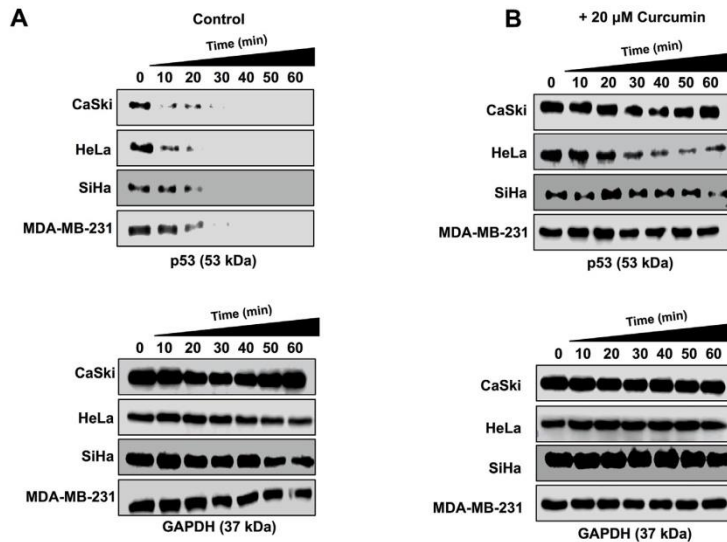 A
Control
Time (min)
0 10 20 30 40 50 60
CaSki
HeLa
SiHa
MDA-MB-231
p53 (53 kDa)
Time (min)
0 10 20 30 40 50 60
CaSki
HeLa
SiHa
MDA-MB-231
GAPDH (37 kDa)
B
+ 20 µM Curcumin
Time (min)
0 10 20 30 40 50 60
CaSki
HeLa
SiHa
MDA-MB-231
p53 (53 kDa)
Time (min)
0 10 20 30 40 50 60
CaSki
HeLa
SiHa
MDA-MB-231
GAPDH (37 kDa)